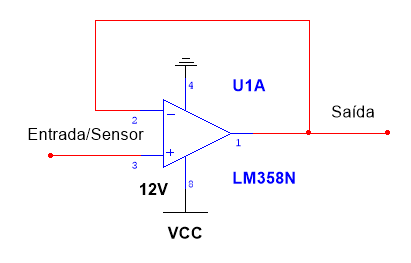 4
U1A
2
−
Entrada/Sensor
Saída
1
+
3
LM358N
12V
8
VCC